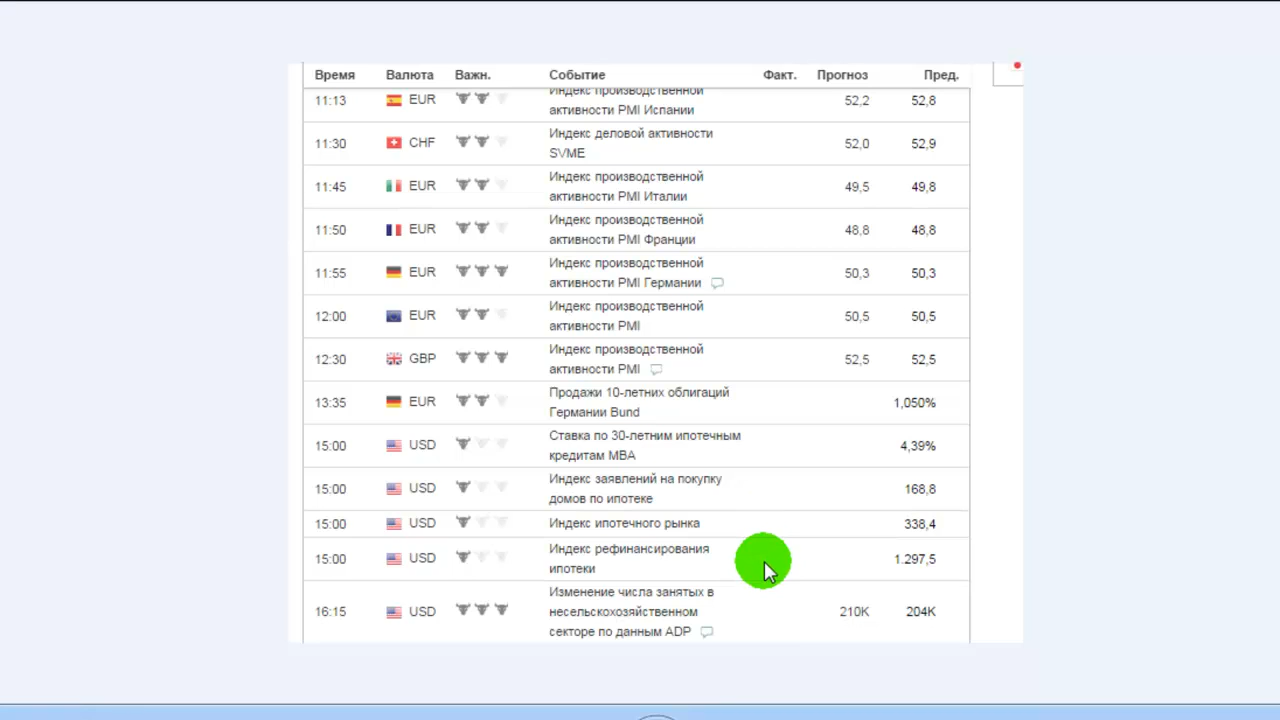 Время Валюта Важн. Событие Факт. Прогноз Пред.
Индекс производственной
11:13 EUR 52,2 52,8
активности PMI Испании
Индекс деловой активности
11:30 CHF 52,0 52,9
SVME
Индекс производственной
11:45 EUR 49,5 49,8
активности PMI Италии
Индекс производственной
11:50 EUR 48,8 48,8
активности PMI Франции
Индекс производственной
11:55 EUR 50,3 50,3
активности PMI Германии
Индекс производственной
12:00 EUR 50,5 50,5
активности PMI
Индекс производственной
12:30 GBP 52,5 52,5
активности PMI
Продажи 10-летних облигаций
13:35 EUR 1,050%
Германии Bund
Ставка по 30-летним ипотечным
15:00 USD 4,39%
кредитам MBA
Индекс заявлений на покупку
15:00 USD 168,8
домов по ипотеке
15:00 USD Индекс ипотечного рынка 338,4
Индекс рефинансирования
15:00 USD 1.297,5
ипотеки
Изменение числа занятых в
16:15 USD несельскохозяйственном 210K 204K
секторе по данным ADP